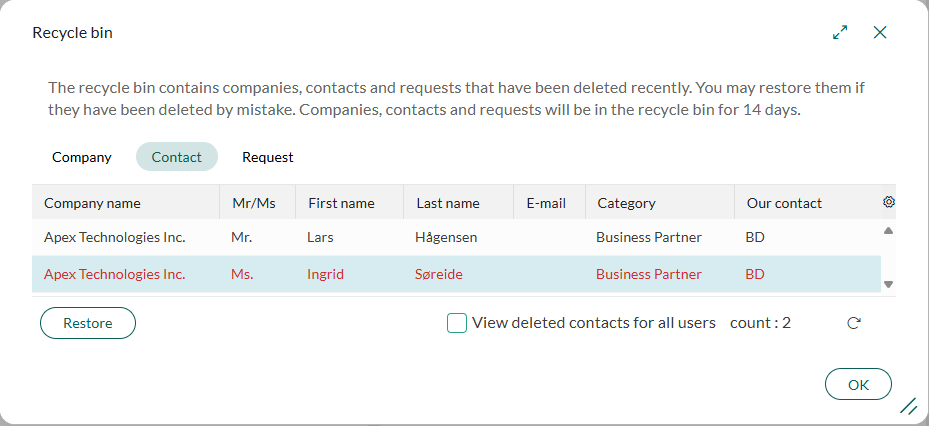 Recycle bin
The recycle bin contains companies, contacts and requests that have been deleted recently. You may restore them if
they have been deleted by mistake. Companies, contacts and requests will be in the recycle bin for 14 days.
Company Contact Request
Company name Mr/Ms First name Last name E-mail Category Our contact
Apex Technologies Inc. Mr. Lars Hågensen Business Partner BD
Apex Technologies Inc. Ms. Ingrid Søreide Business Partner BD
Restore View deleted contacts for all users count : 2
OK